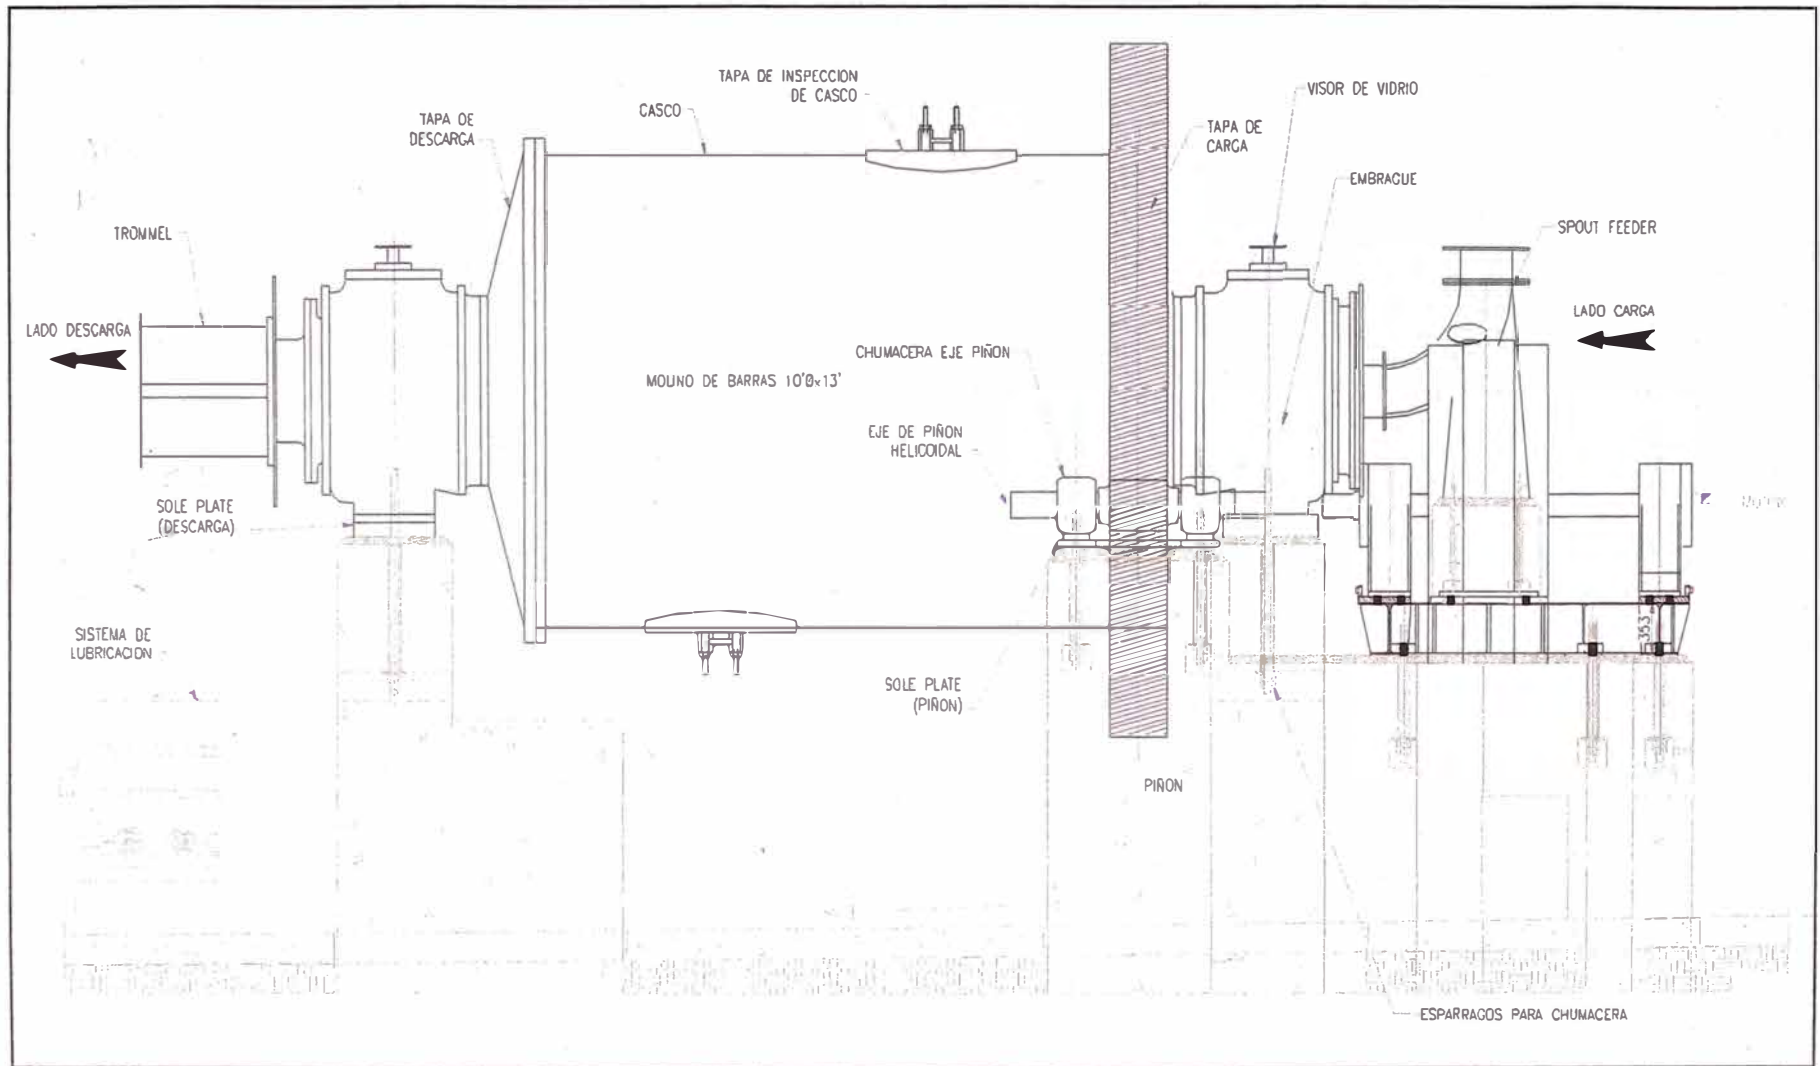 TAPA DE INSPECCION
DE CASCO
VISOR DE VIDRIO
CASCO
TAPA DE
DESCARGA
TAPA DE
CARGA
EMBRAGUE
TROMMEL
SPOUT FEEDER
LADO DESCARGA
LADO CARGA
CHUMACERA EJE PIÑON
MOLINO DE BARRAS 10'Øx13'
EJE DE PIÑON
HELICOIDAL
SOLE PLATE
(DESCARGA)
SISTEMA DE
LUBRICACION
353
SOLE PLATE
(PIÑON)
PIÑON
ESPARRAGOS PARA CHUMACERA